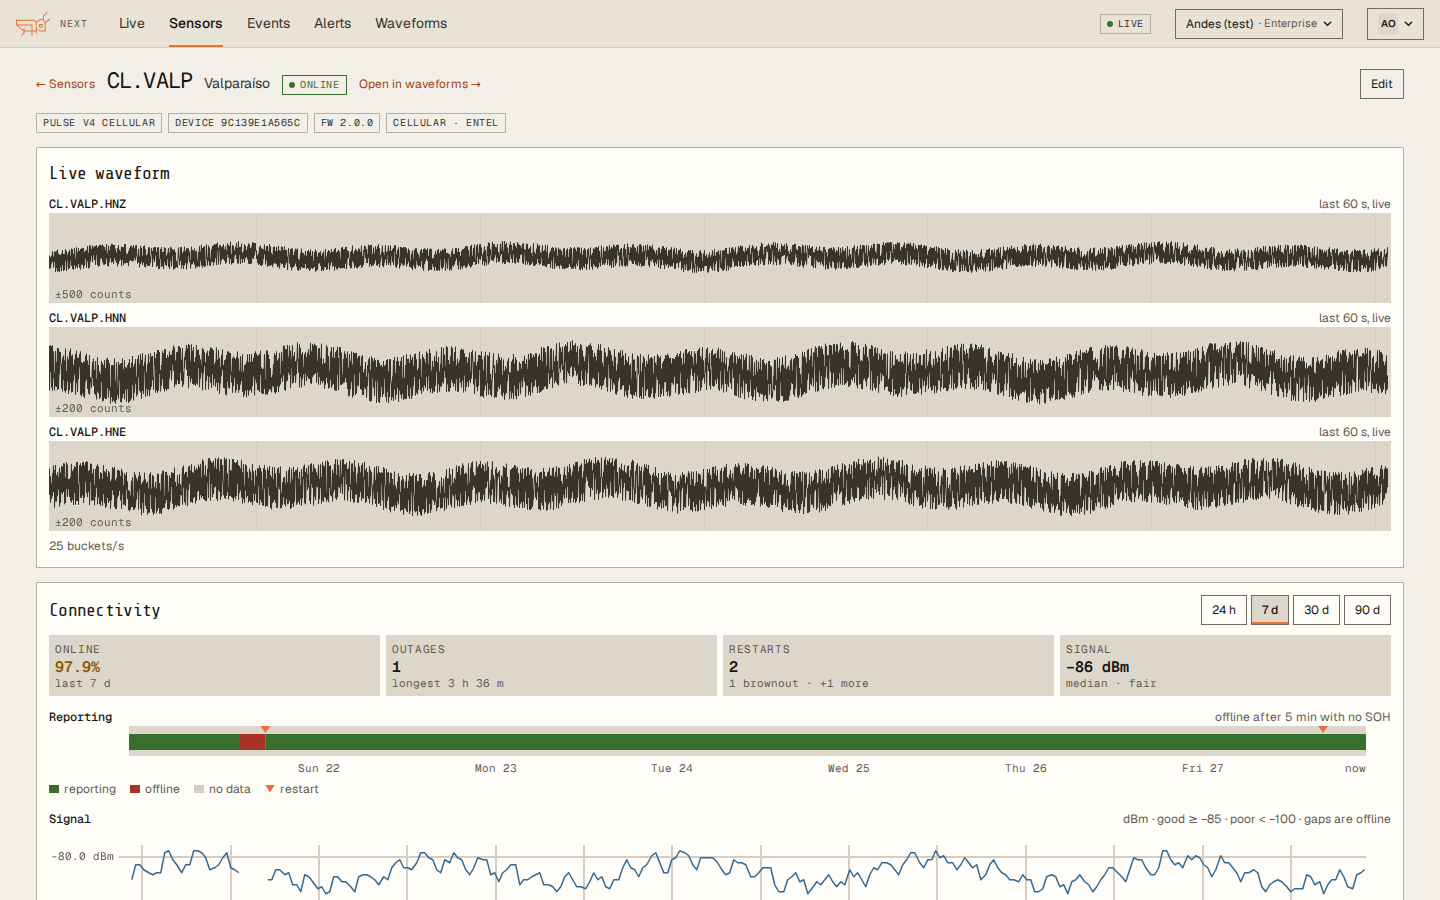 NEXT Live Sensors Events Alerts Waveforms LIVE Andes (test) · Enterprise AO
← Sensors CL.VALP Valparaíso ONLINE Open in waveforms → Edit
PULSE V4 CELLULAR DEVICE 9C139E1A565C FW 2.0.0 CELLULAR · ENTEL
Live waveform
CL.VALP.HNZ last 60 s, live
±500 counts
CL.VALP.HNN last 60 s, live
±200 counts
CL.VALP.HNE last 60 s, live
±200 counts
25 buckets/s
Connectivity 24 h 7 d 30 d 90 d
ONLINE OUTAGES RESTARTS SIGNAL
97.9% 1 2 −86 dBm
last 7 d longest 3 h 36 m 1 brownout · +1 more median · fair
Reporting offline after 5 min with no SOH
Sun 22 Mon 23 Tue 24 Wed 25 Thu 26 Fri 27 now
reporting offline no data restart
Signal dBm · good ≥ −85 · poor < −100 · gaps are offline
-80.0 dBm